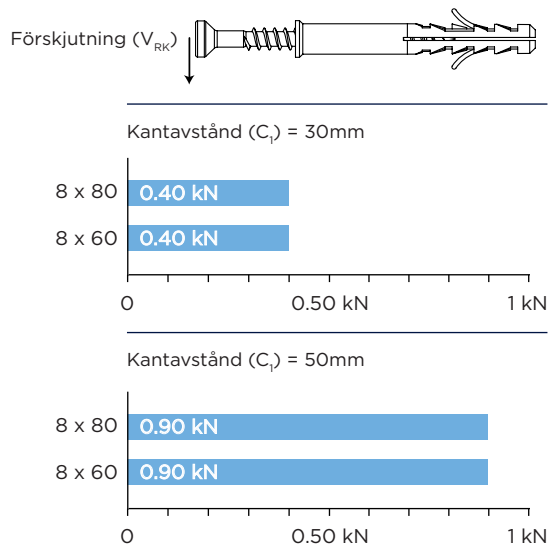 Förskjutning (V_RK)
Kantavstånd (C₁) = 30mm
8 x 80 0.40 kN
8 x 60 0.40 kN
0 0.50 kN 1 kN
Kantavstånd (C₁) = 50mm
8 x 80 0.90 kN
8 x 60 0.90 kN
0 0.50 kN 1 kN